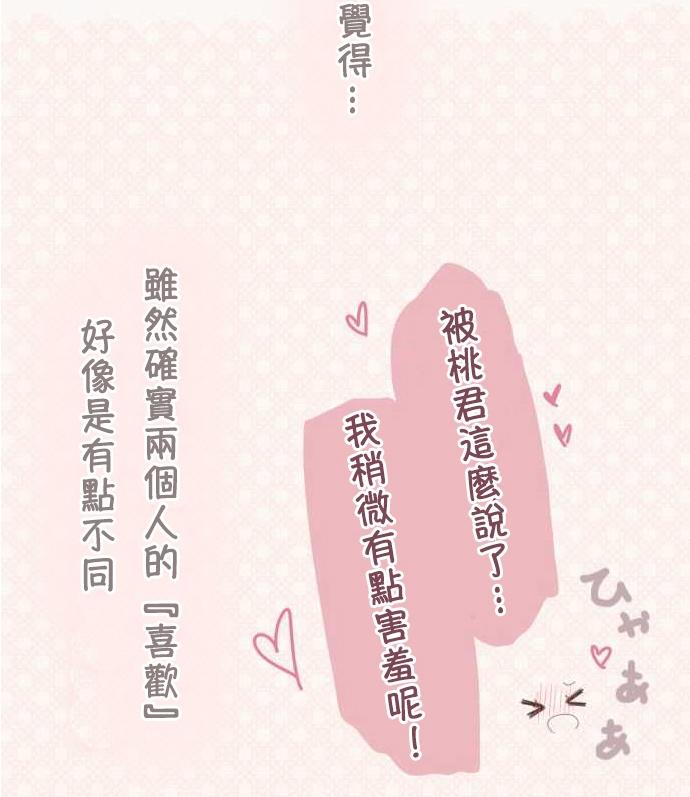 覺得…
被桃君這麼說了…
我稍微有點害羞呢！
ひゃああ
雖然確實兩個人的『喜歡』
好像是有點不同